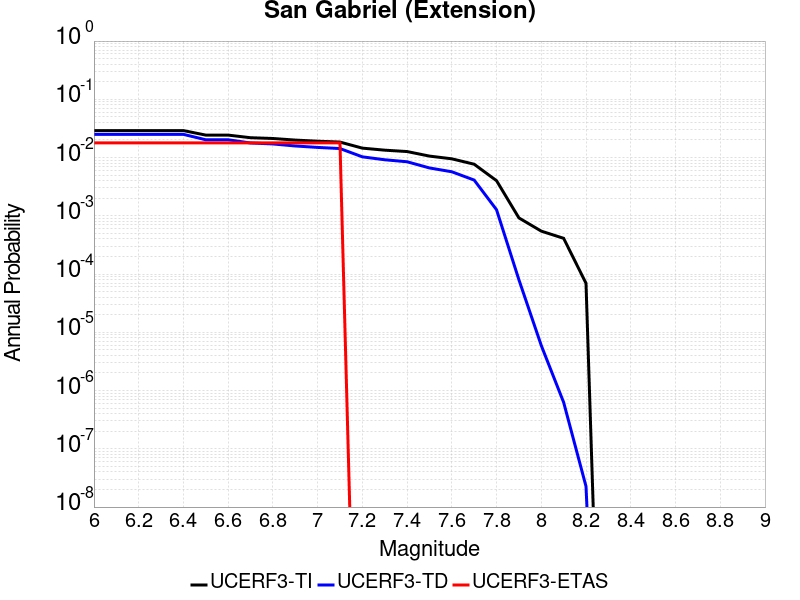 San Gabriel (Extension)
Annual Probability
10^0
10^-1
10^-2
10^-3
10^-4
10^-5
10^-6
10^-7
10^-8
6 6.2 6.4 6.6 6.8 7 7.2 7.4 7.6 7.8 8 8.2 8.4 8.6 8.8 9
Magnitude
UCERF3-TI UCERF3-TD UCERF3-ETAS